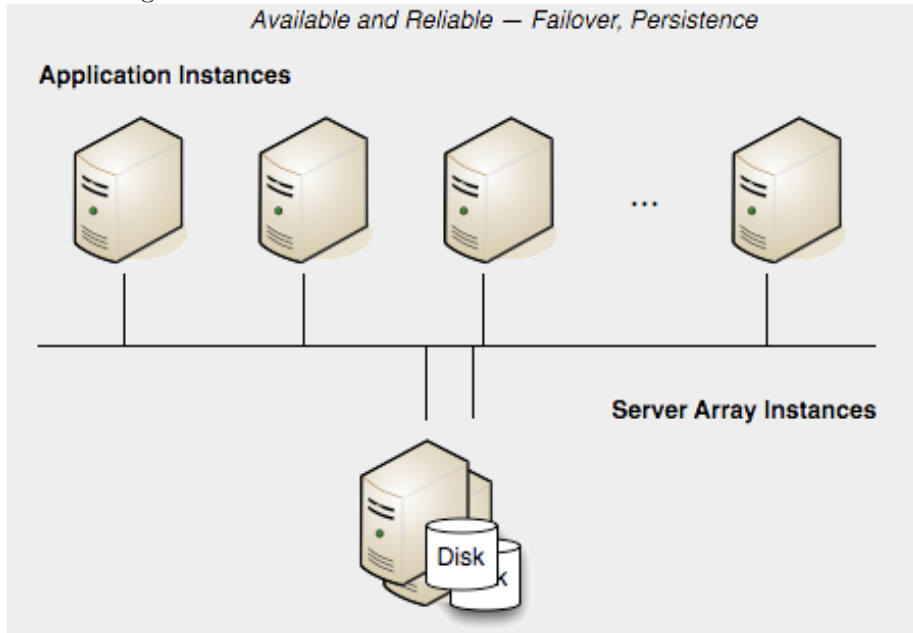 Available and Reliable — Failover, Persistence
Application Instances
...
Server Array Instances
Disk
k